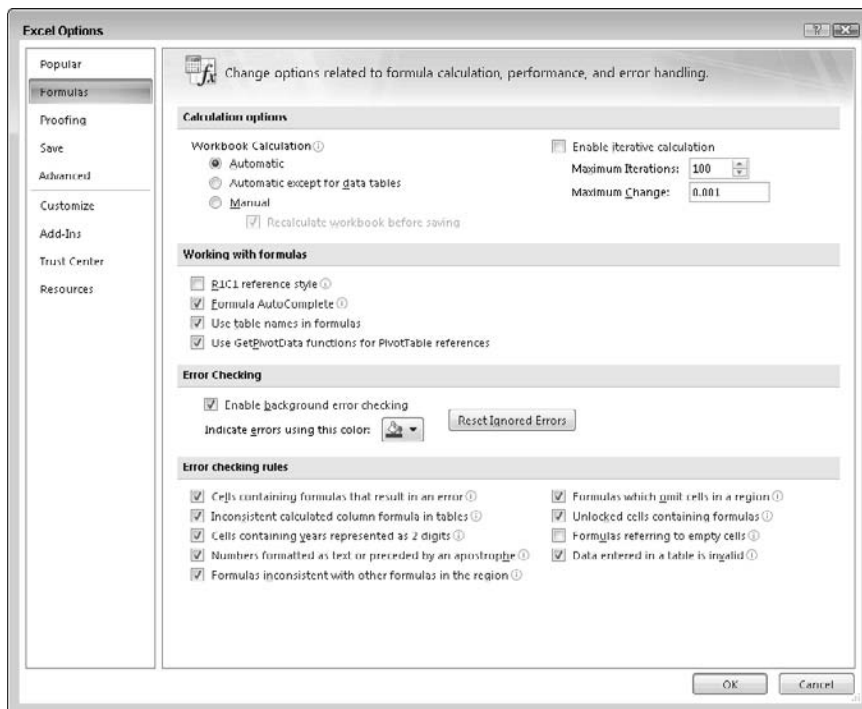 Excel Options
Popular
Formulas
Proofing
Save
Advanced
Customize
Add-Ins
Trust Center
Resources
Change options related to formula calculation, performance, and error handling.
Calculation options
Workbook Calculation
Automatic
Automatic except for data tables
Manual
Recalculate workbook before saving
Enable iterative calculation
Maximum Iterations: 100
Maximum Change: 0.001
Working with formulas
R1C1 reference style
Formula AutoComplete
Use table names in formulas
Use GetPivotData functions for PivotTable references
Error Checking
Enable background error checking
Indicate errors using this color:
Reset Ignored Errors
Error checking rules
Cells containing formulas that result in an error
Inconsistent calculated column formula in tables
Cells containing years represented as 2 digits
Numbers formatted as text or preceded by an apostrophe
Formulas inconsistent with other formulas in the region
Formulas which omit cells in a region
Unlocked cells containing formulas
Formulas referring to empty cells
Data entered in a table is invalid
OK
Cancel